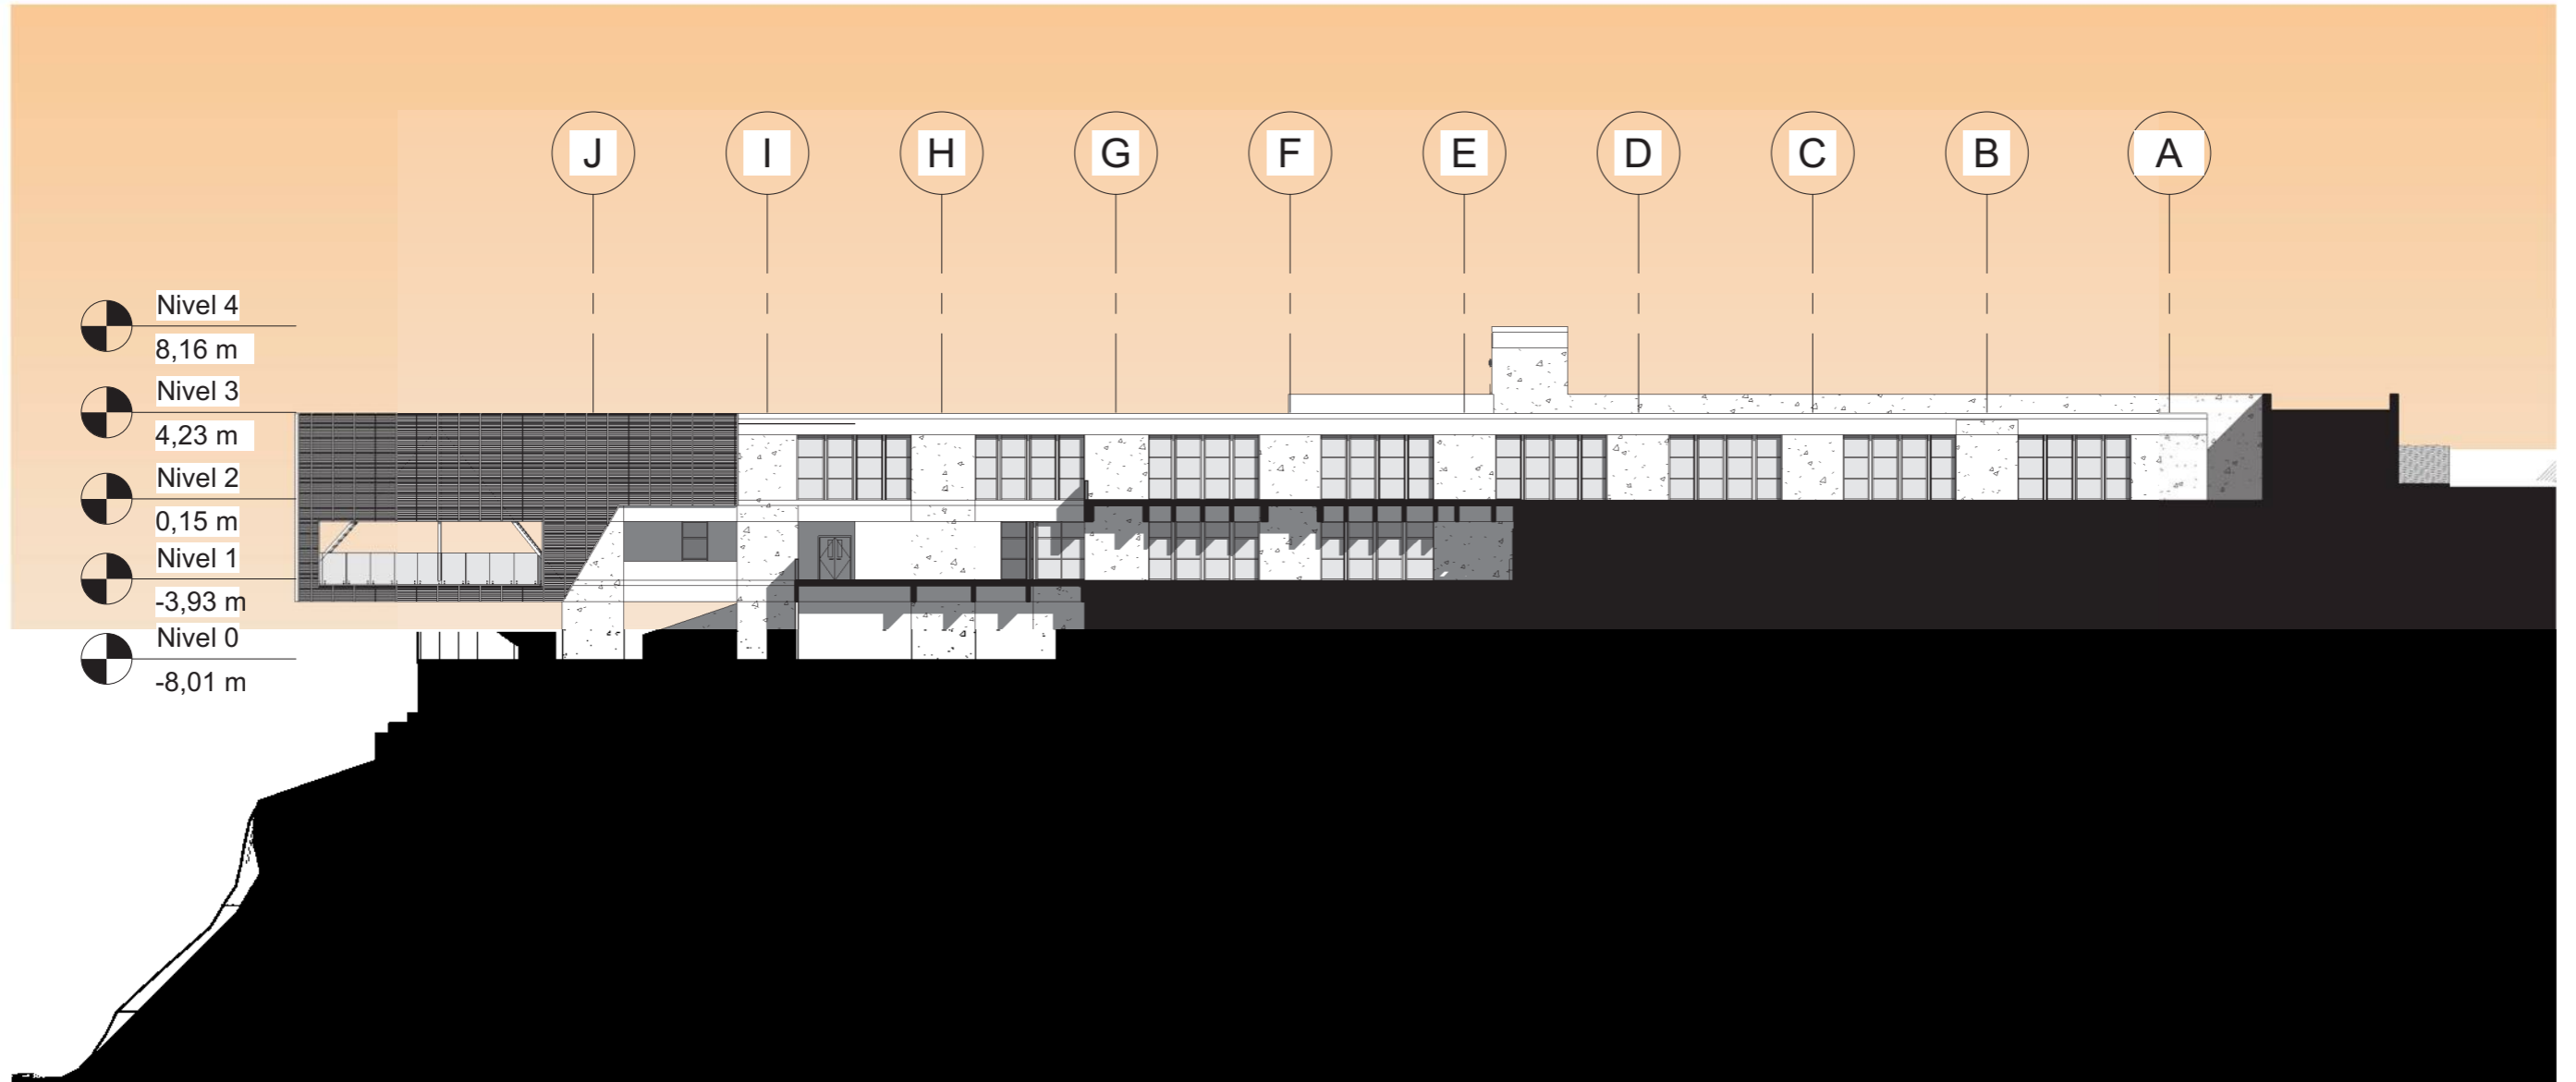 J I H G F E D C B A
Nivel 4
8,16 m
Nivel 3
4,23 m
Nivel 2
0,15 m
Nivel 1
-3,93 m
Nivel 0
-8,01 m